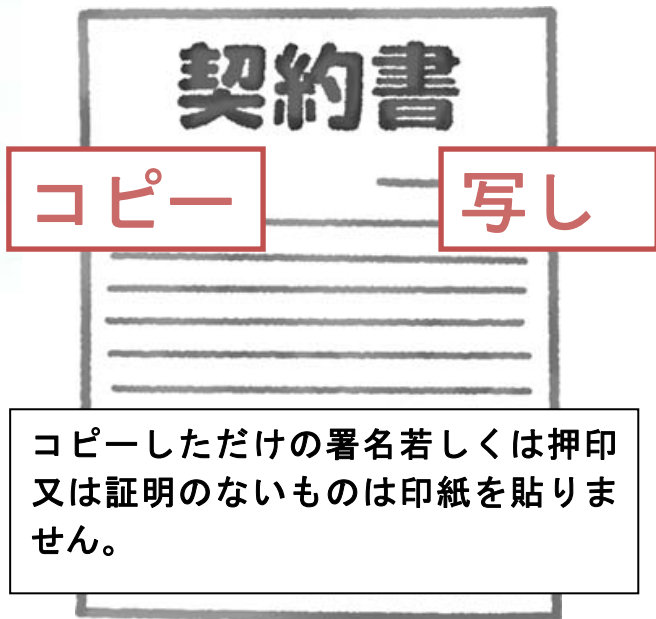 契約書
コピー
写し
コピーしただけの署名若しくは押印
又は証明のないものは印紙を貼りま
せん。